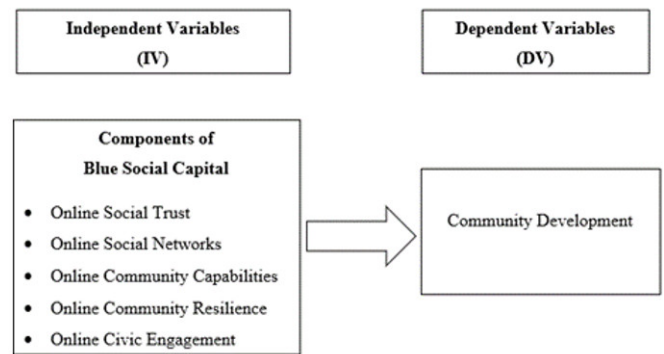 Independent Variables
(IV)
Dependent Variables
(DV)
Components of
Blue Social Capital
• Online Social Trust
• Online Social Networks
• Online Community Capabilities
• Online Community Resilience
• Online Civic Engagement
Community Development